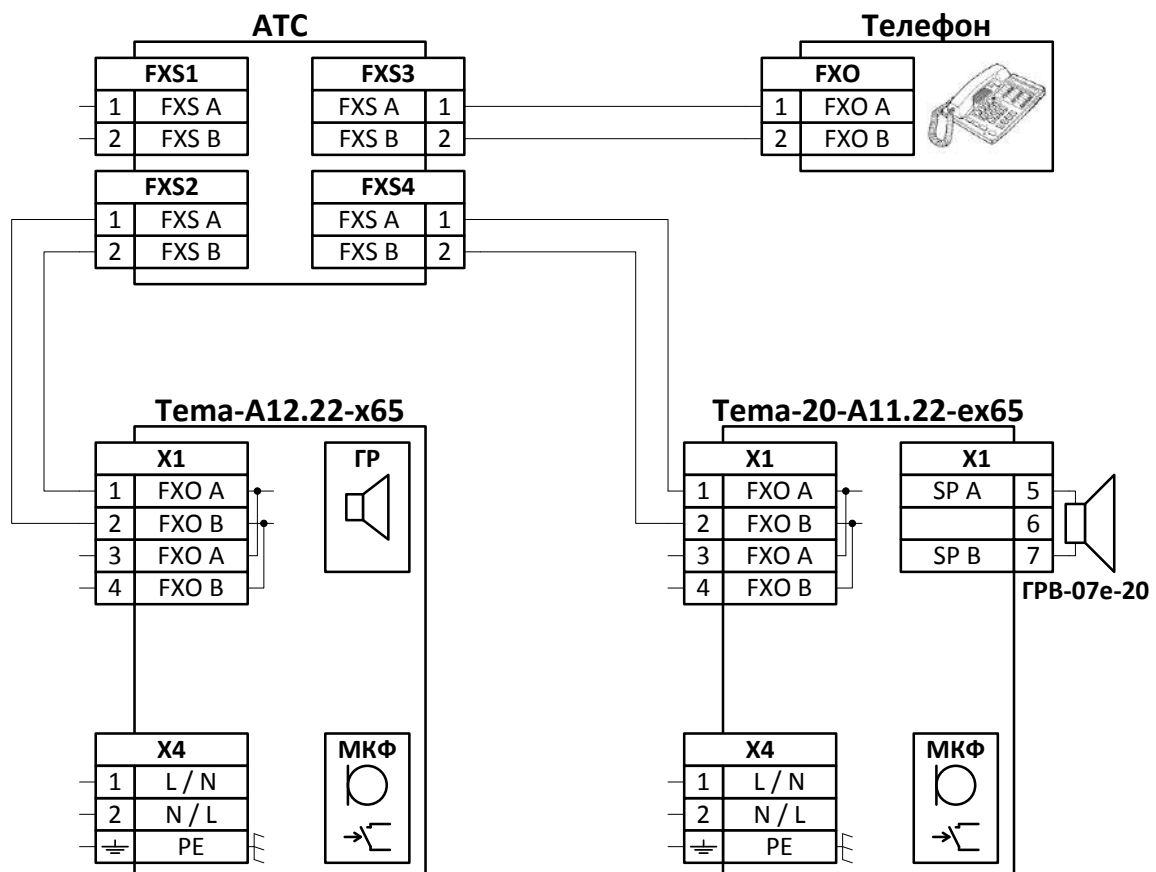 АТС
Телефон
FXS1
1 FXS A
2 FXS B
FXS3
FXS A 1
FXS B 2
FXO
1 FXO A
2 FXO B
FXS2
1 FXS A
2 FXS B
FXS4
FXS A 1
FXS B 2
Tema-A12.22-x65
X1
1 FXO A
2 FXO B
3 FXO A
4 FXO B
ГР
X4
1 L / N
2 N / L
PE
МКФ
Tema-20-A11.22-ex65
X1
1 FXO A
2 FXO B
3 FXO A
4 FXO B
X1
SP A 5
6
SP B 7
ГРВ-07е-20
X4
1 L / N
2 N / L
PE
МКФ